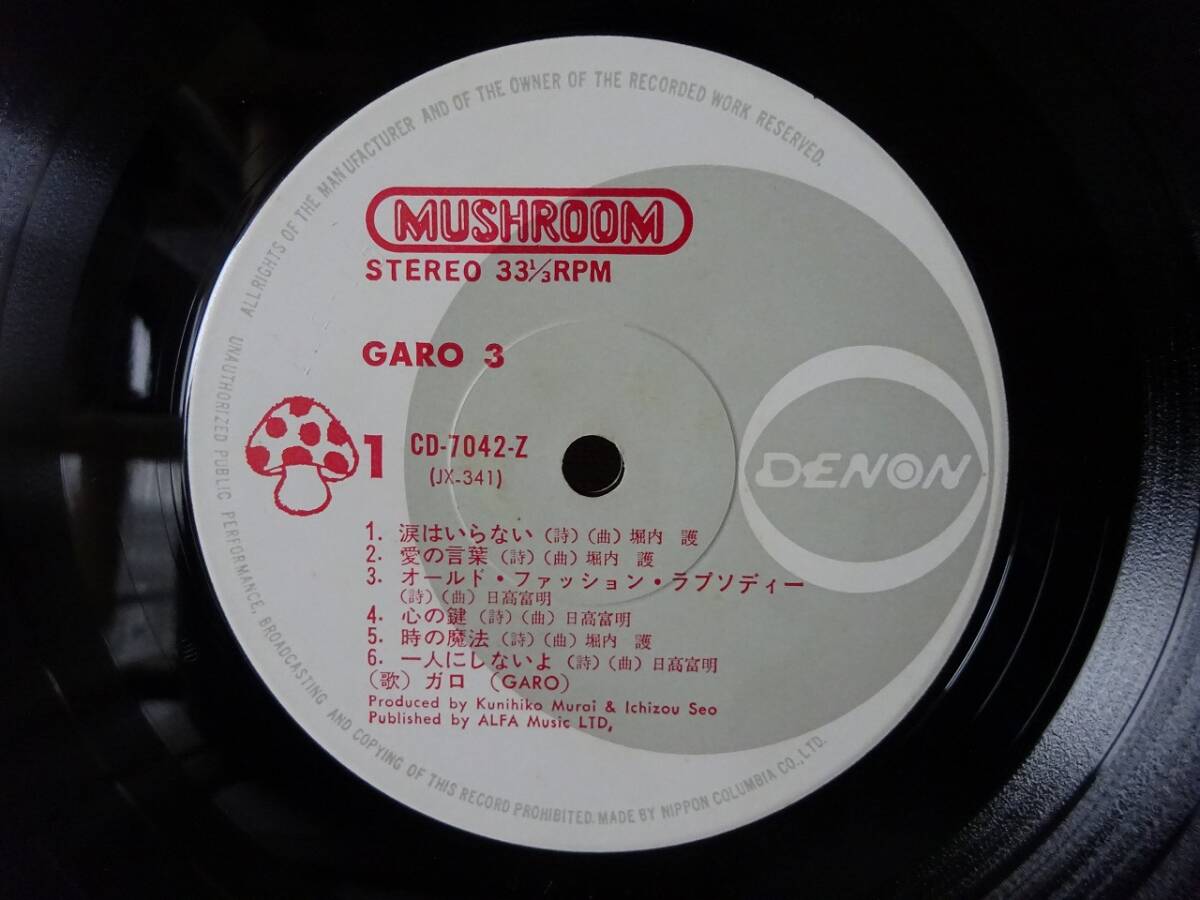 ALL RIGHTS OF THE MANUFACTURER AND OF THE OWNER OF THE RECORDED WORK RESERVED.
MUSHROOM
STEREO 33⅓RPM
GARO 3
1
CD-7042-Z
(JX-341)
DENON
1. 涙はいらない (詩) (曲) 堀内 護
2. 愛の言葉 (詩) (曲) 堀内 護
3. オールド・ファッション・ラプソディー
(詩) (曲) 日高富明
4. 心の鍵 (詩) (曲) 日高富明
5. 時の魔法 (詩) (曲) 堀内 護
6. 一人にしないよ (詩) (曲) 日高富明
(歌) ガロ (GARO)
Produced by Kunihiko Murai & Ichizou Seo
Published by ALFA Music LTD,
UNAUTHORIZED PUBLIC PERFORMANCE, BROADCASTING AND COPYING OF THIS RECORD PROHIBITED. MADE BY NIPPON COLUMBIA CO., LTD.